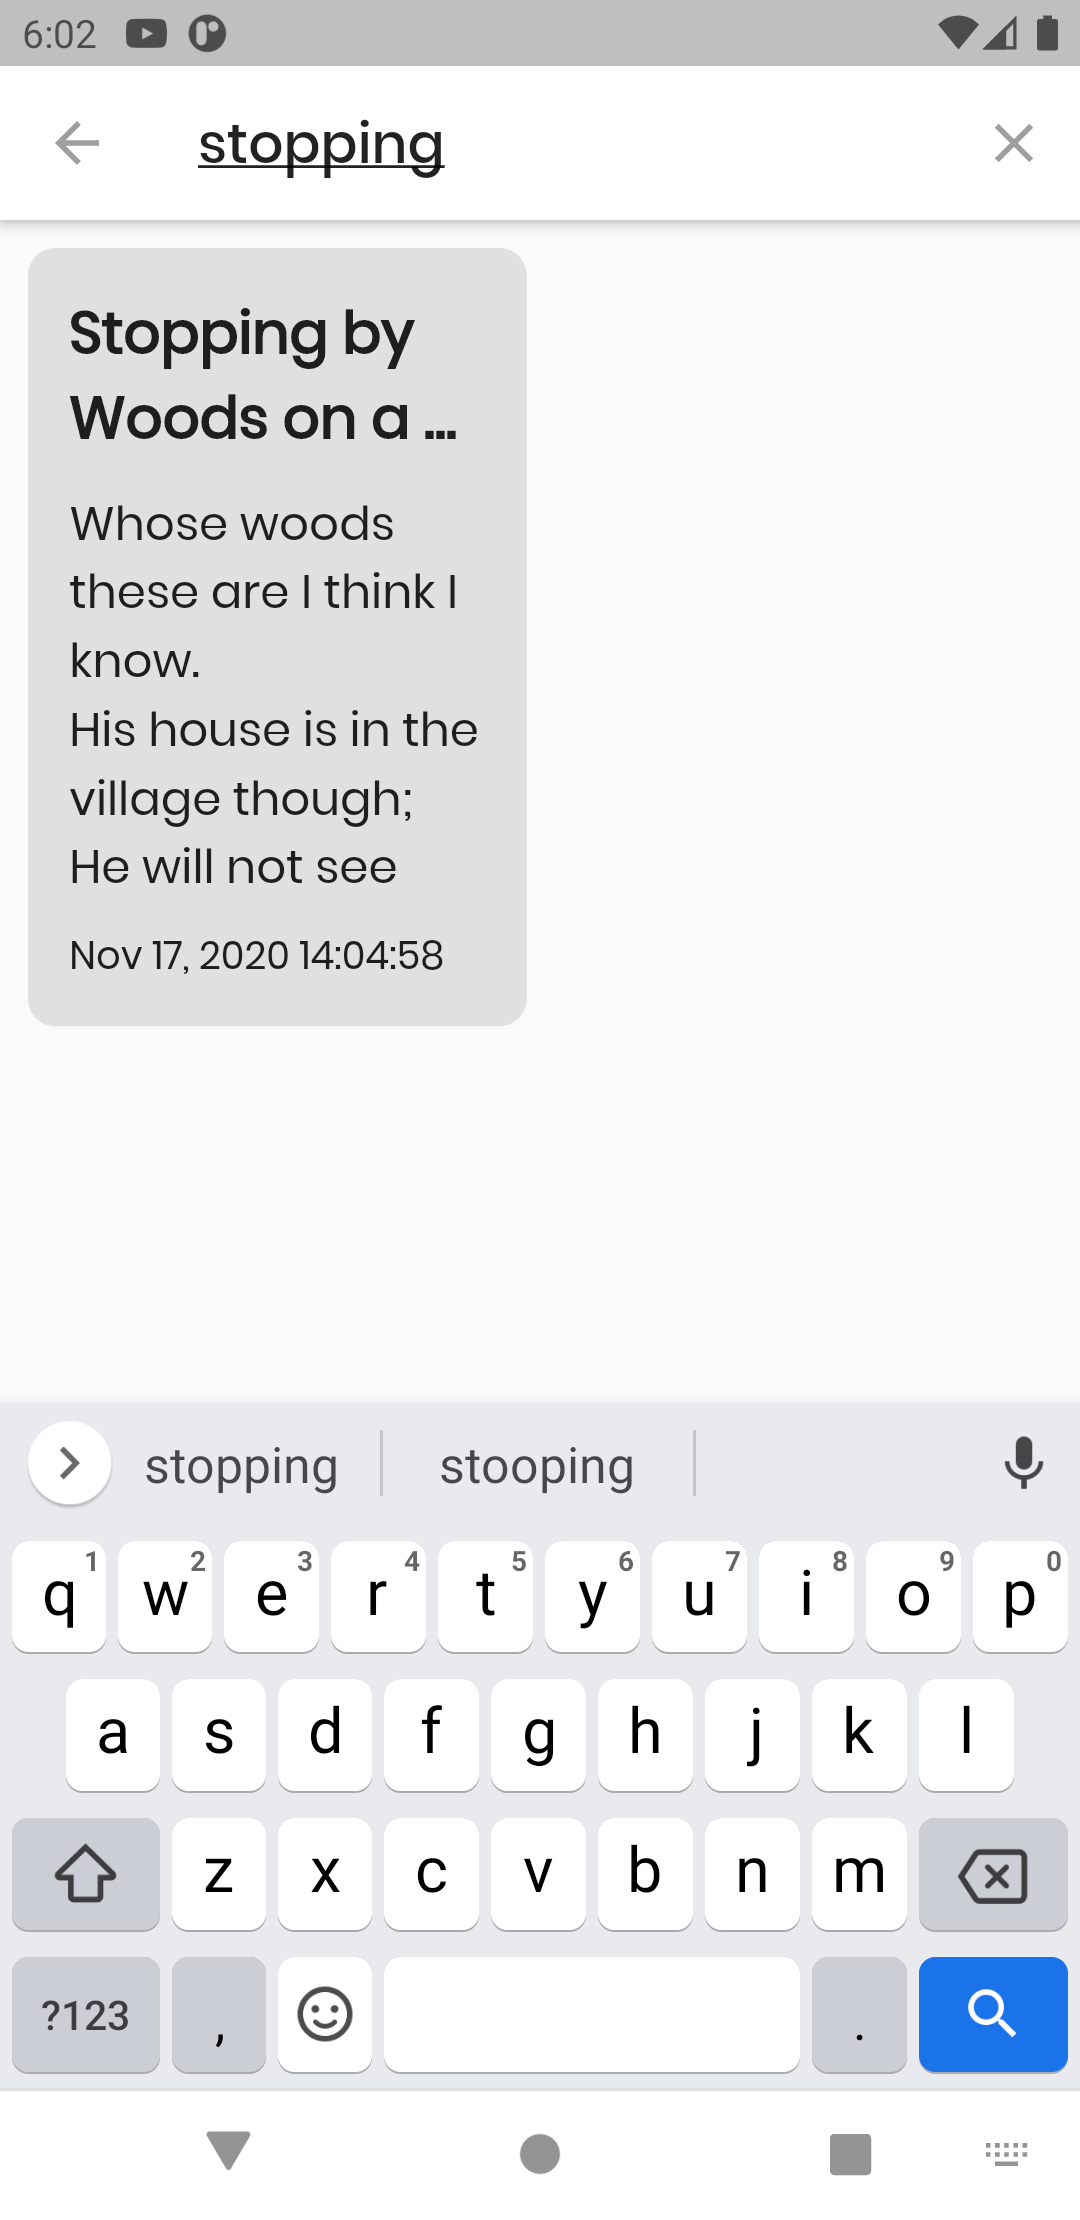 6:02
stopping
Stopping by
Woods on a ...
Whose woods
these are I think I
know.
His house is in the
village though;
He will not see
Nov 17, 2020 14:04:58
stopping stooping
q 1 w 2 e 3 r 4 t 5 y 6 u 7 i 8 o 9 p 0
a s d f g h j k l
z x c v b n m
?123 , .